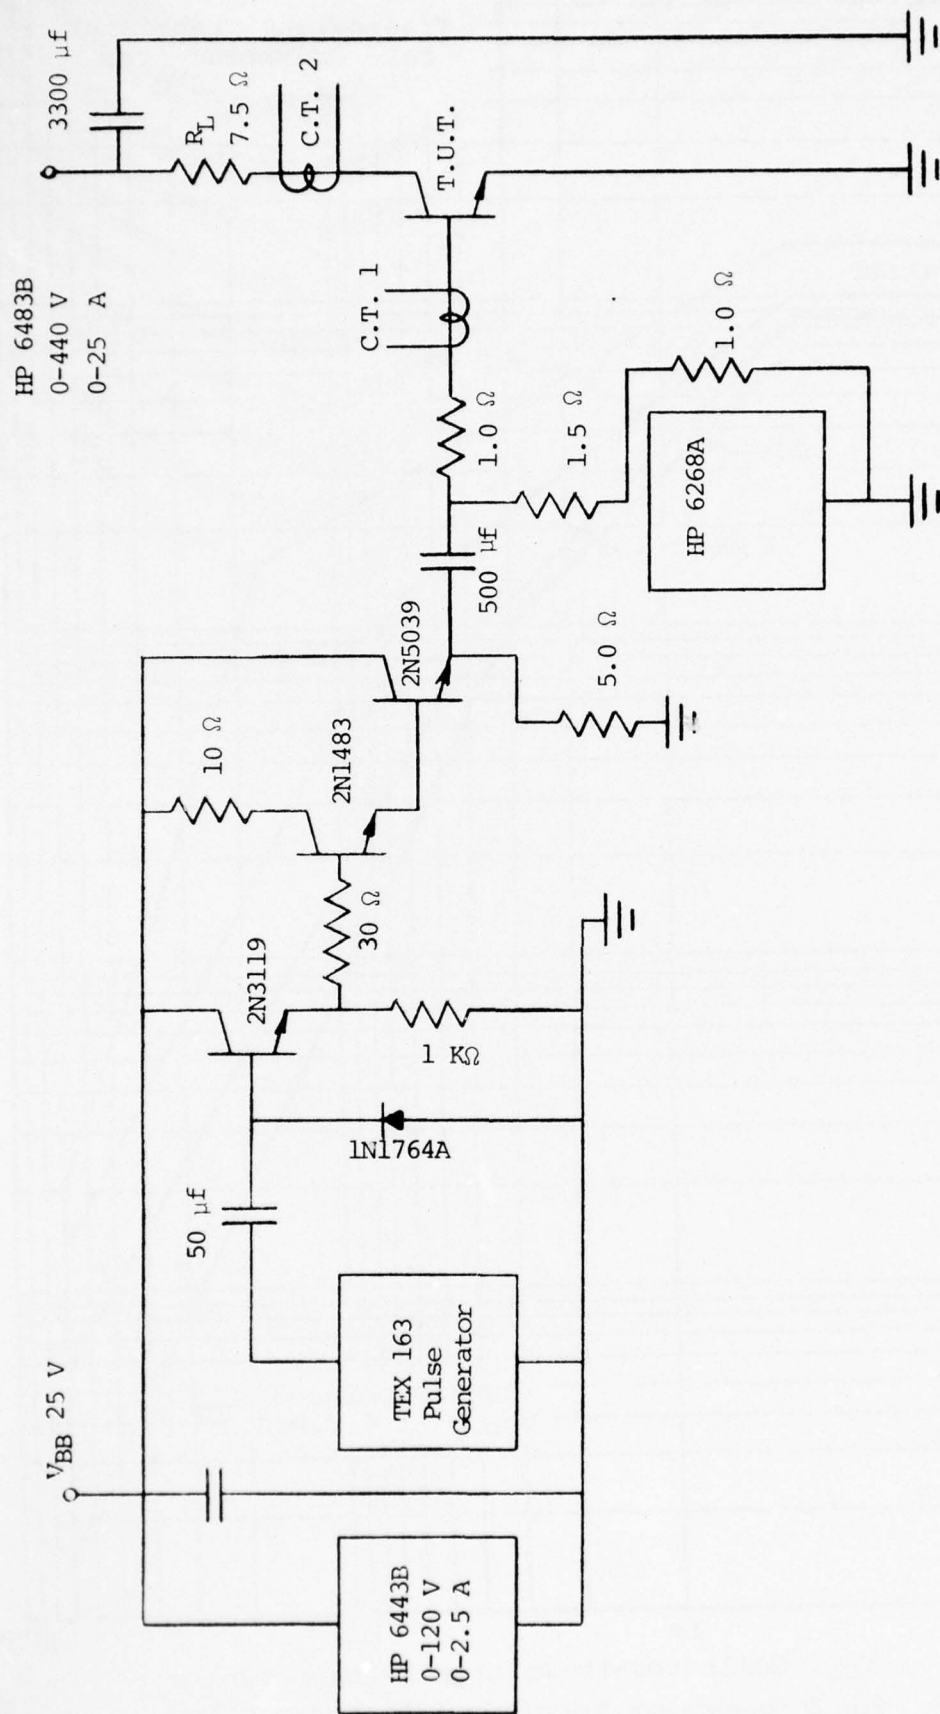 HP 6443B
0-120 V
0-2.5 A
VBB 25 V
TEX 163
Pulse
Generator
50 µf
1N1764A
2N3119
1 KΩ
30 Ω
10 Ω
2N1483
2N5039
5.0 Ω
500 µf
1.0 Ω
1.5 Ω
HP 6268A
1.0 Ω
C.T. 1
T.U.T.
HP 6483B
0-440 V
0-25 A
3300 µf
RL
7.5 Ω
C.T. 2